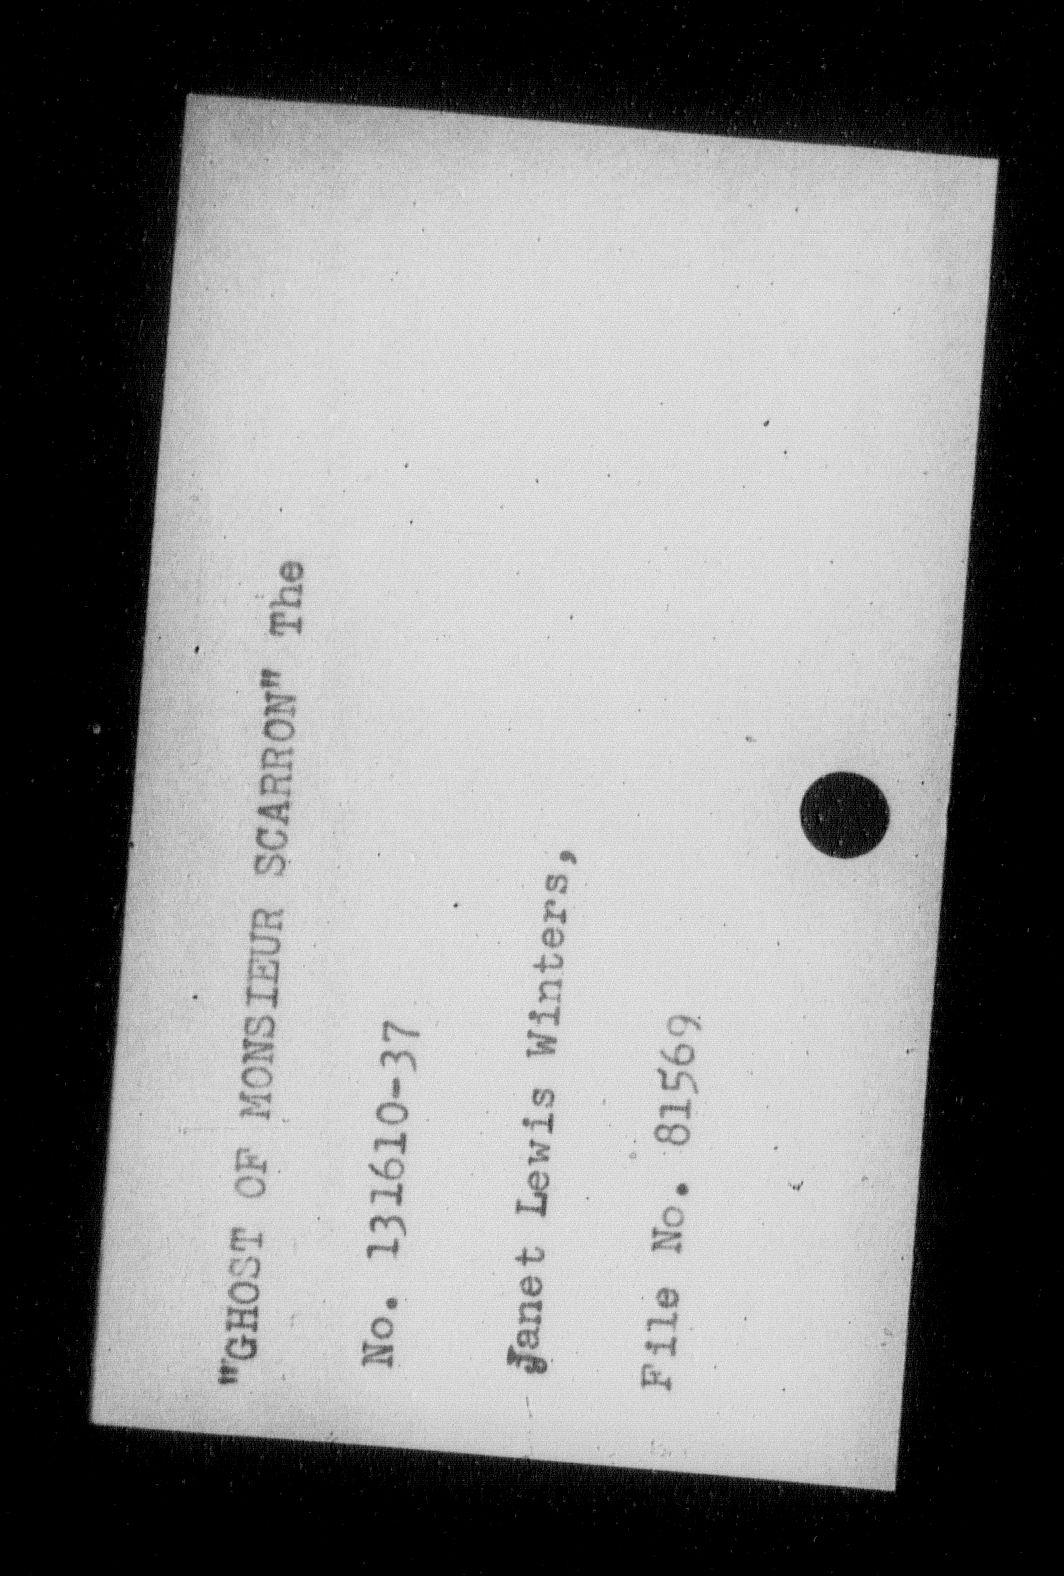 "GHOST OF MONSIEUR SCARRON" The
No. 131610-37
Janet Lewis Winters,
File No. 81569